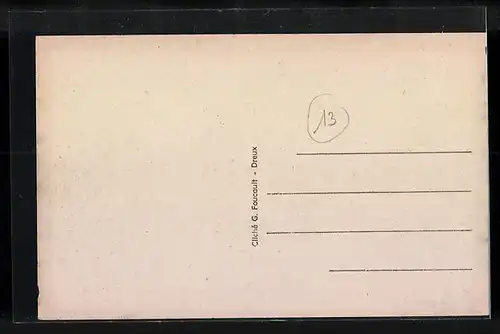 13
Cliché G. Foucault - Dreux